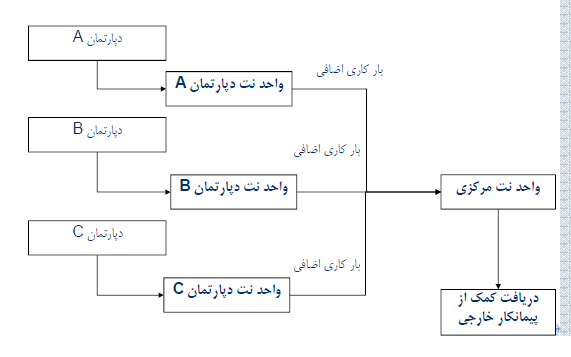 دپارتمان A
واحد نت دپارتمان A
بار کاری اضافی
دپارتمان B
بار کاری اضافی
واحد نت دپارتمان B
واحد نت مرکزی
دپارتمان C
بار کاری اضافی
واحد نت دپارتمان C
دریافت کمک از
پیمانکار خارجی